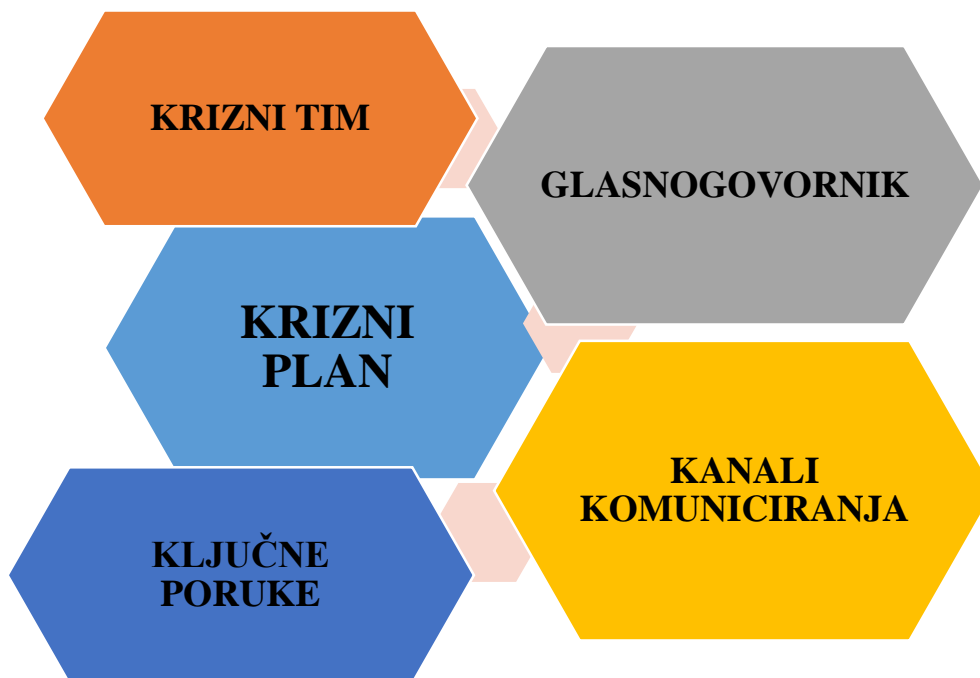 KRIZNI TIM
GLASNOGOVORNIK
KRIZNI
PLAN
KANALI
KOMUNICIRANJA
KLJUČNE
PORUKE